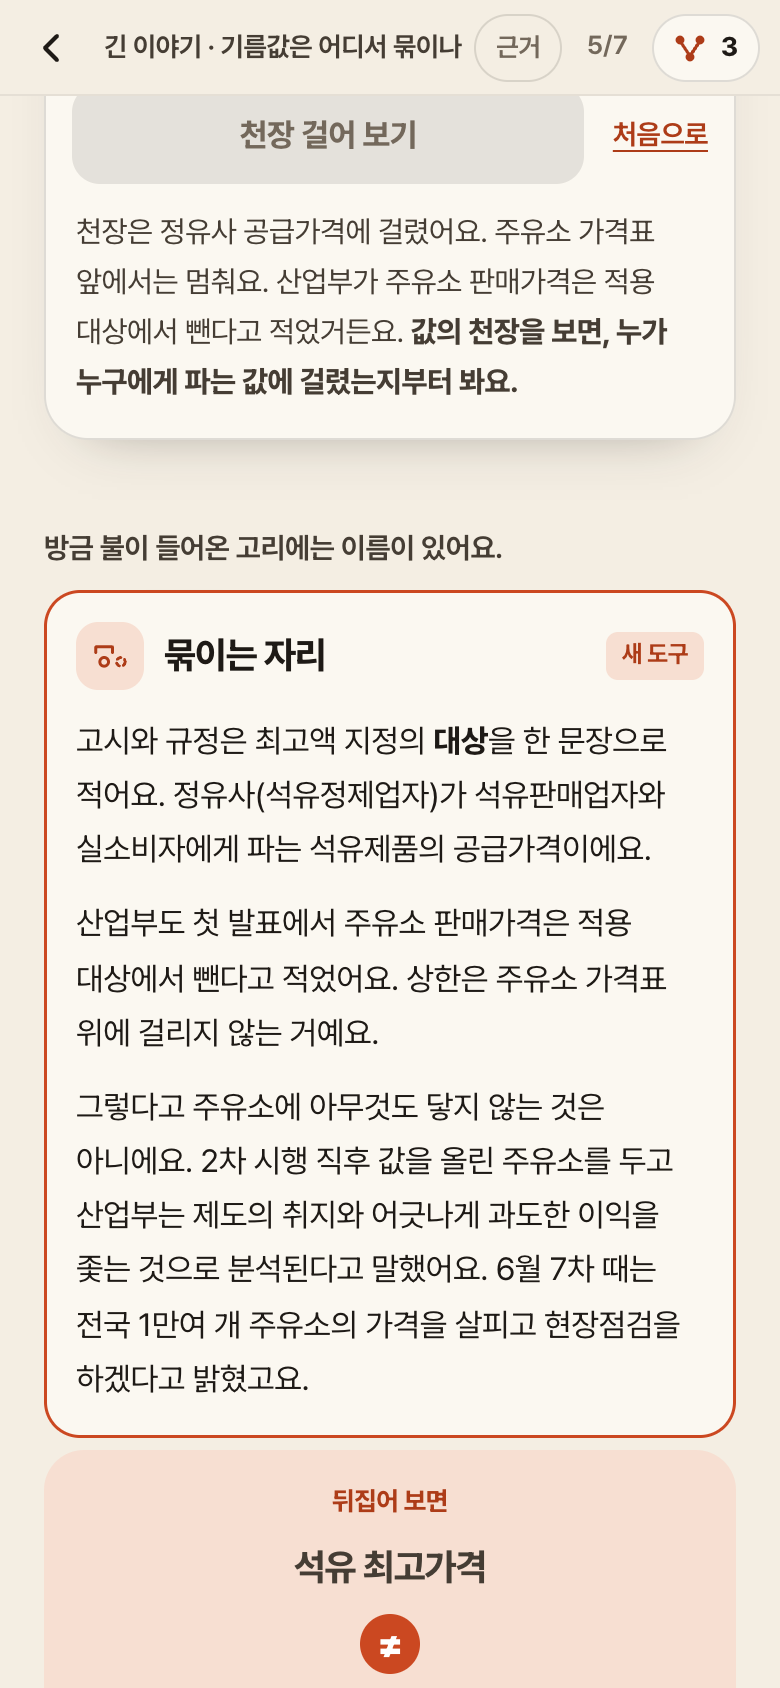 긴 이야기 · 기름값은 어디서 묶이나
근거
5/7
3
천장 걸어 보기
처음으로
천장은 정유사 공급가격에 걸렸어요. 주유소 가격표
앞에서는 멈춰요. 산업부가 주유소 판매가격은 적용
대상에서 뺀다고 적었거든요. 값의 천장을 보면, 누가
누구에게 파는 값에 걸렸는지부터 봐요.
방금 불이 들어온 고리에는 이름이 있어요.
묶이는 자리
새 도구
고시와 규정은 최고액 지정의 대상을 한 문장으로
적어요. 정유사(석유정제업자)가 석유판매업자와
실소비자에게 파는 석유제품의 공급가격이에요.
산업부도 첫 발표에서 주유소 판매가격은 적용
대상에서 뺀다고 적었어요. 상한은 주유소 가격표
위에 걸리지 않는 거예요.
그렇다고 주유소에 아무것도 닿지 않는 것은
아니에요. 2차 시행 직후 값을 올린 주유소를 두고
산업부는 제도의 취지와 어긋나게 과도한 이익을
좇는 것으로 분석된다고 말했어요. 6월 7차 때는
전국 1만여 개 주유소의 가격을 살피고 현장점검을
하겠다고 밝혔고요.
뒤집어 보면
석유 최고가격
≠